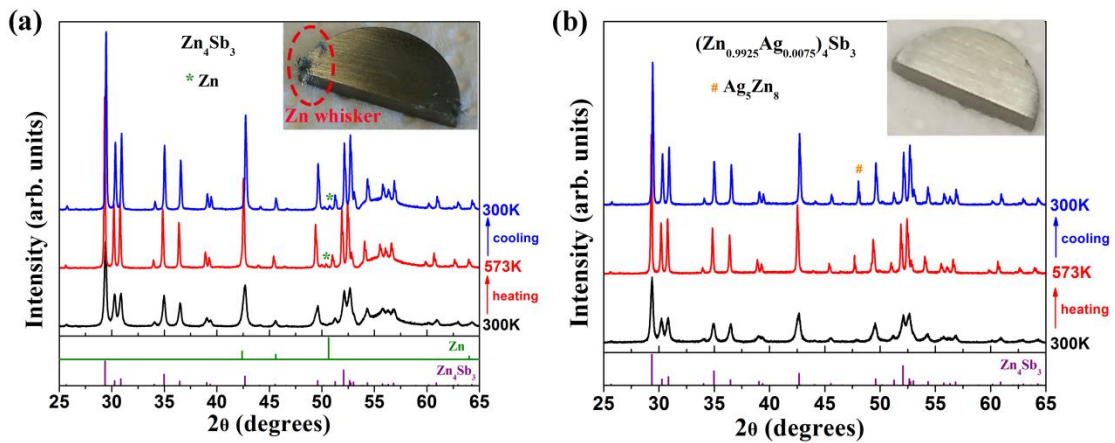 (a)
Zn₄Sb₃
* Zn
Zn whisker
*
*
300K
cooling
573K
heating
300K
Zn
Zn₄Sb₃
Intensity (arb. units)
25 30 35 40 45 50 55 60 65
2θ (degrees)
(b)
(Zn₀.₉₉₂₅Ag₀.₀₀₇₅)₄Sb₃
# Ag₅Zn₈
#
300K
cooling
573K
heating
300K
Zn₄Sb₃
Intensity (arb. units)
25 30 35 40 45 50 55 60 65
2θ (degrees)